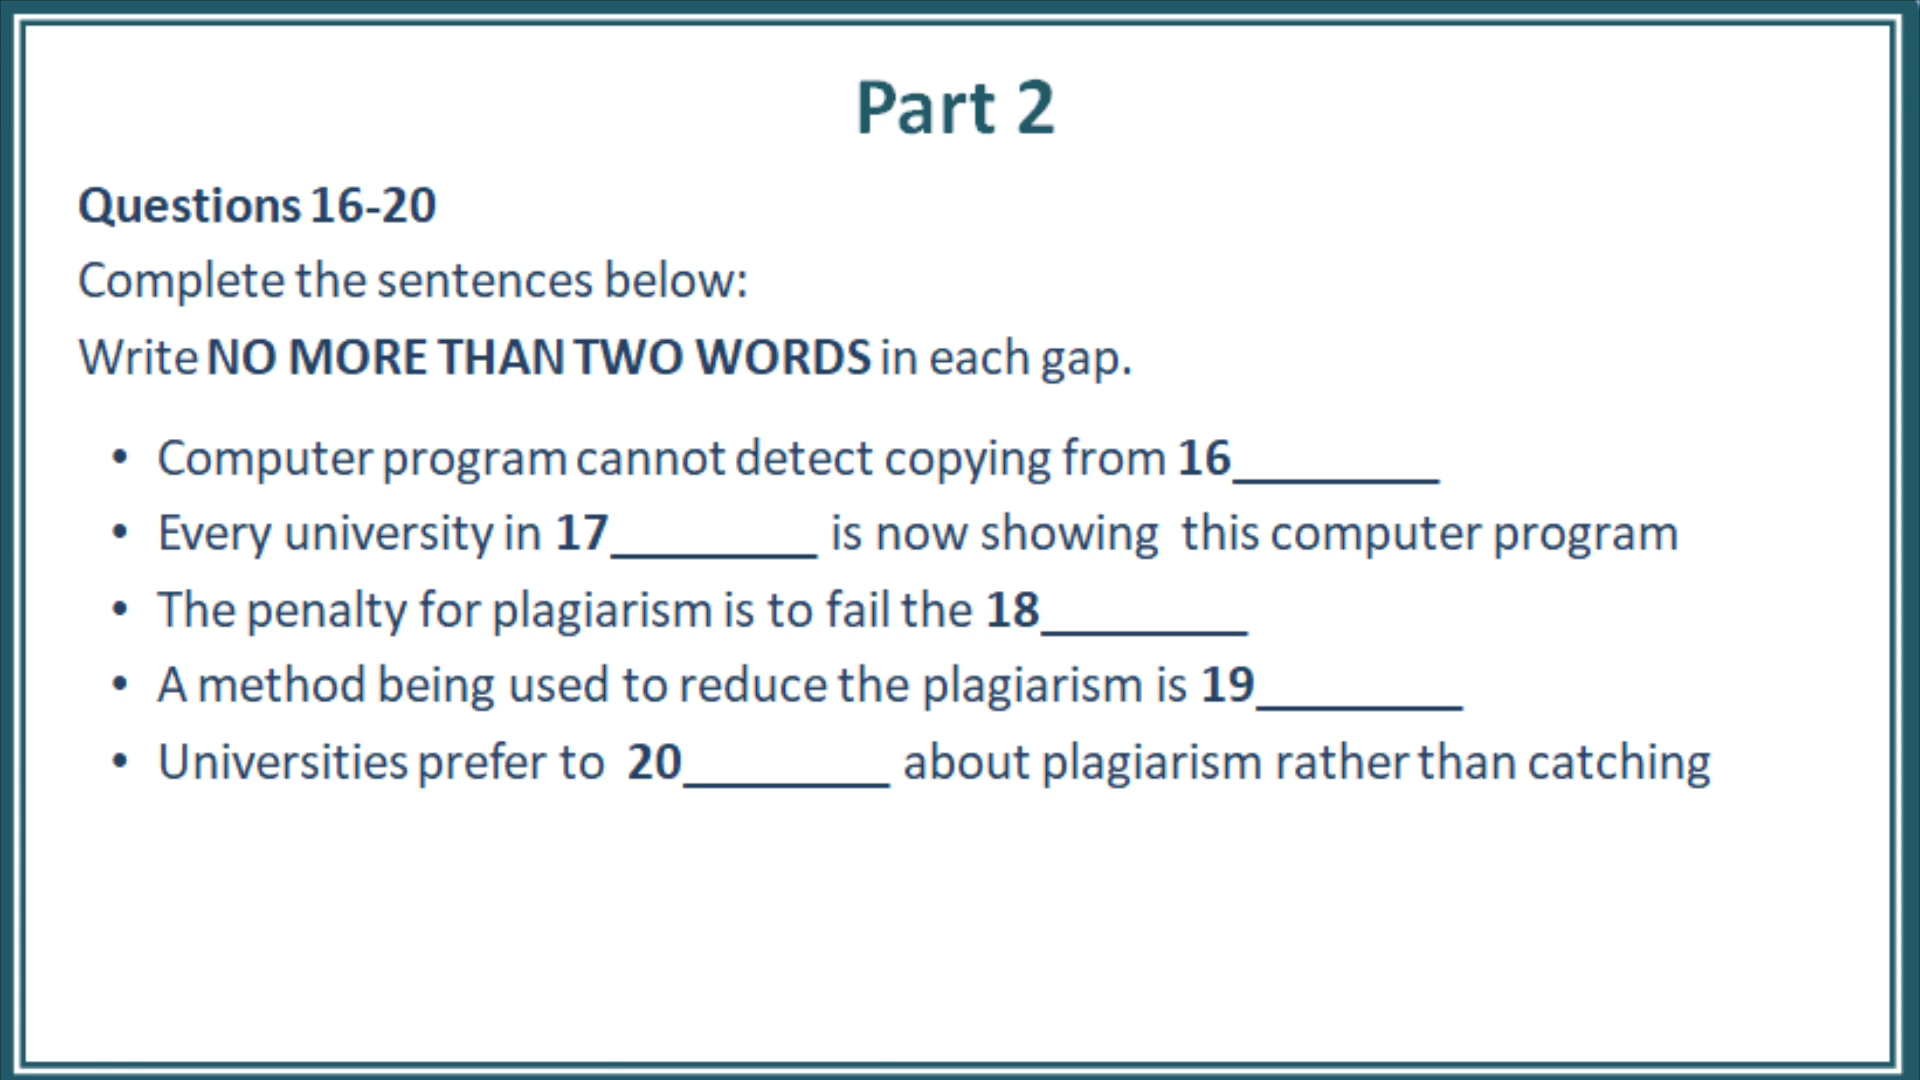 Part 2
Questions 16-20
Complete the sentences below:
Write NO MORE THAN TWO WORDS in each gap.
• Computer program cannot detect copying from 16________
• Every university in 17________ is now showing this computer program
• The penalty for plagiarism is to fail the 18________
• A method being used to reduce the plagiarism is 19________
• Universities prefer to 20________ about plagiarism rather than catching